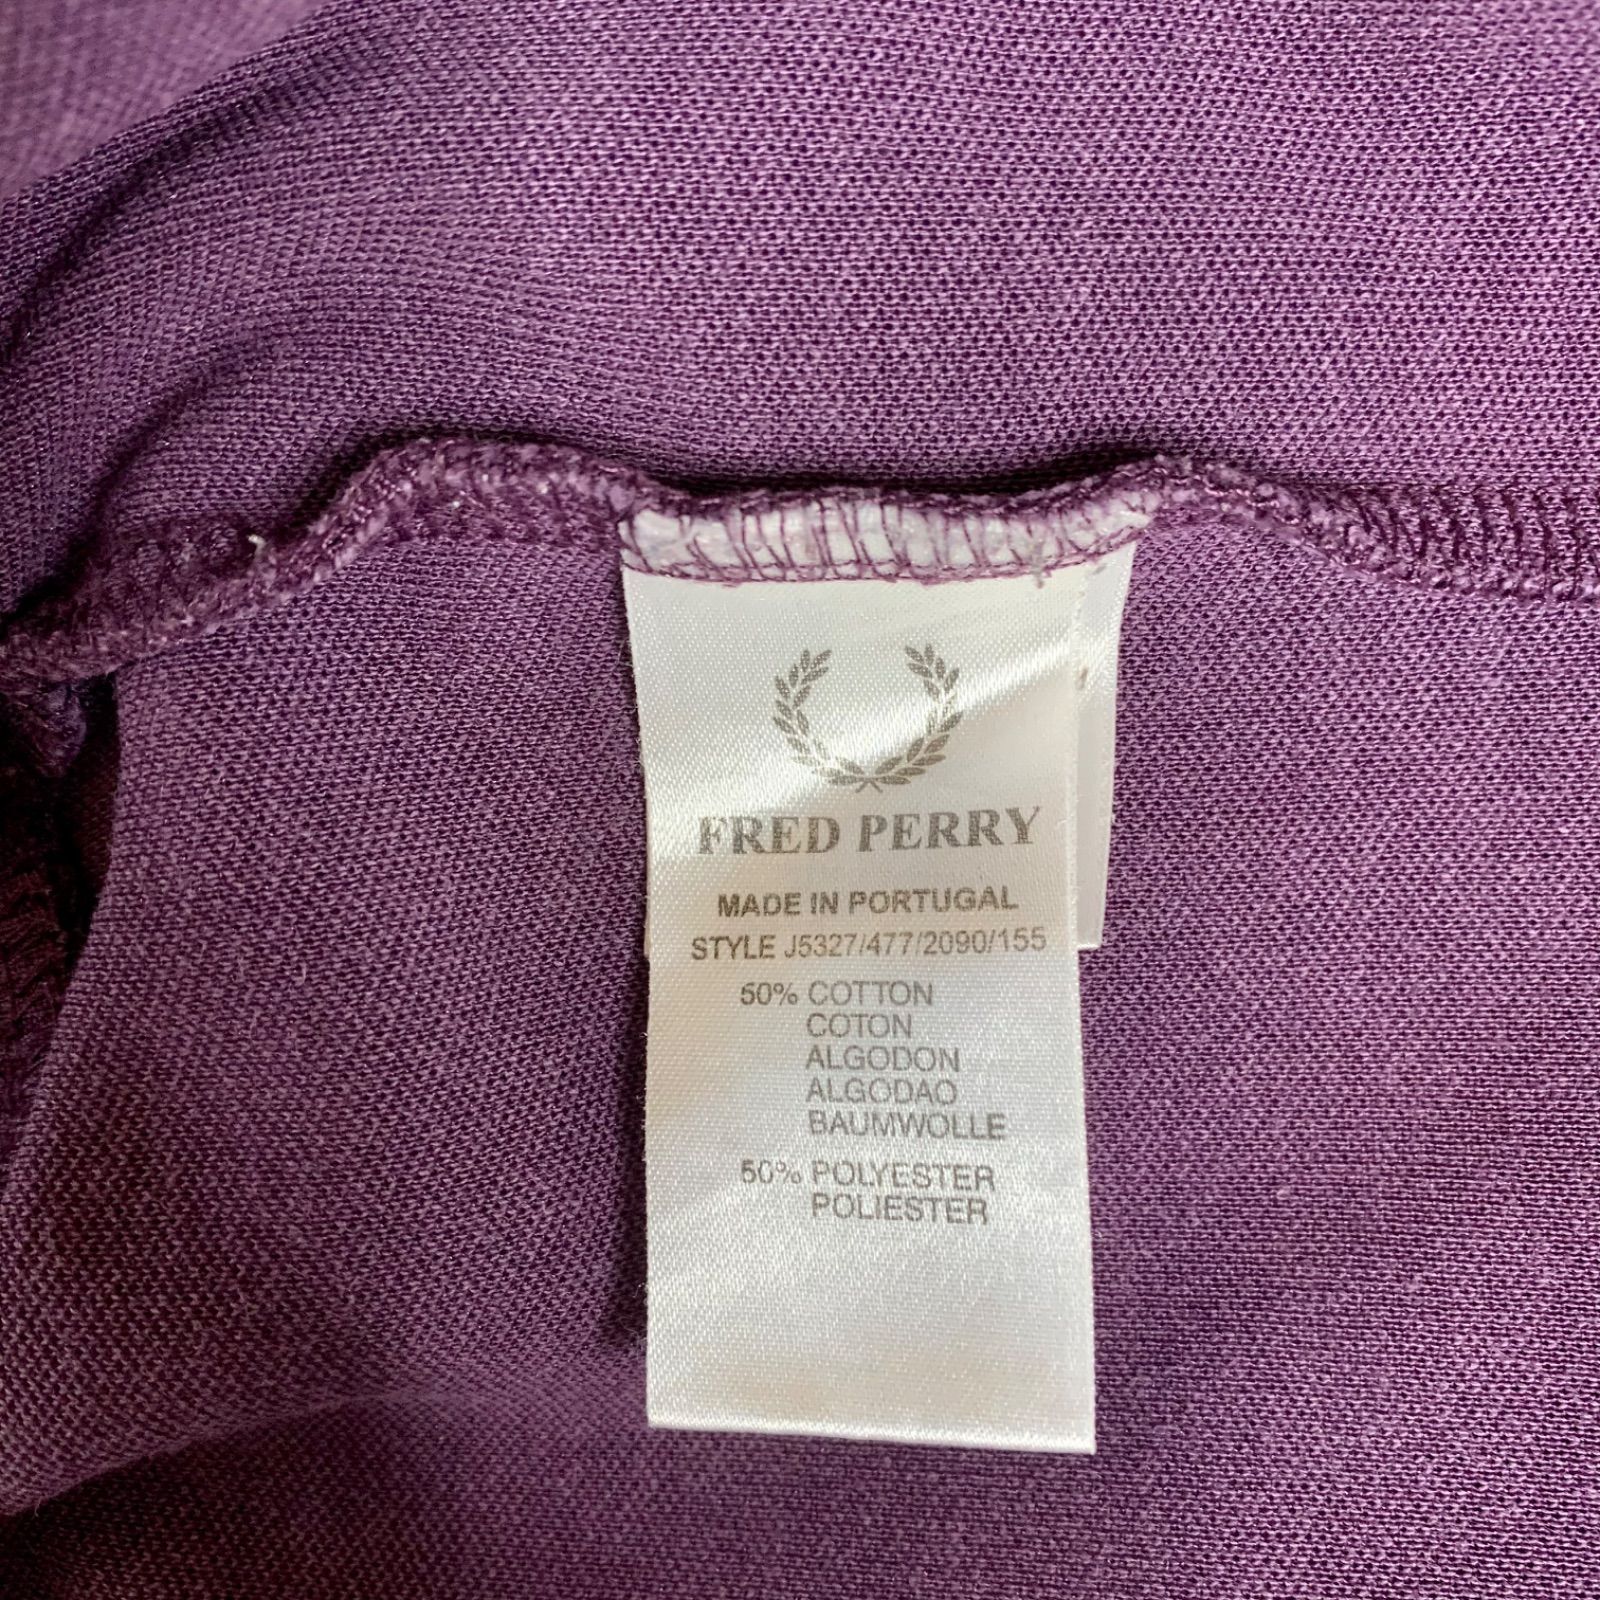 FRED PERRY
MADE IN PORTUGAL
STYLE J5327/477/2090/155
50% COTTON
COTON
ALGODON
ALGODAO
BAUMWOLLE
50% POLYESTER
POLIESTER